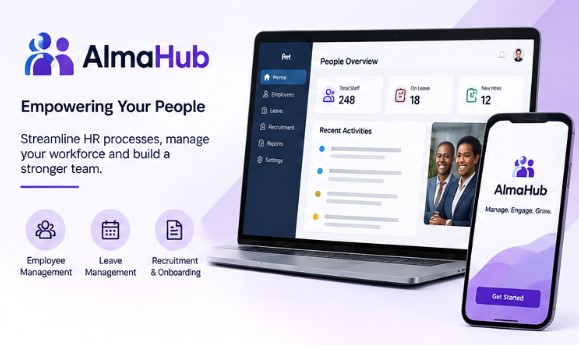 AlmaHub
Empowering Your People
Streamline HR processes, manage
your workforce and build a
stronger team.
Employee
Management
Leave
Management
Recruitment
& Onboarding
People Overview
Home
Employees
Leave
Recruitment
Reports
Settings
Total Staff
248
On Leave
18
New Hires
12
Recent Activities
AlmaHub
Manage. Engage. Grow.
Get Started